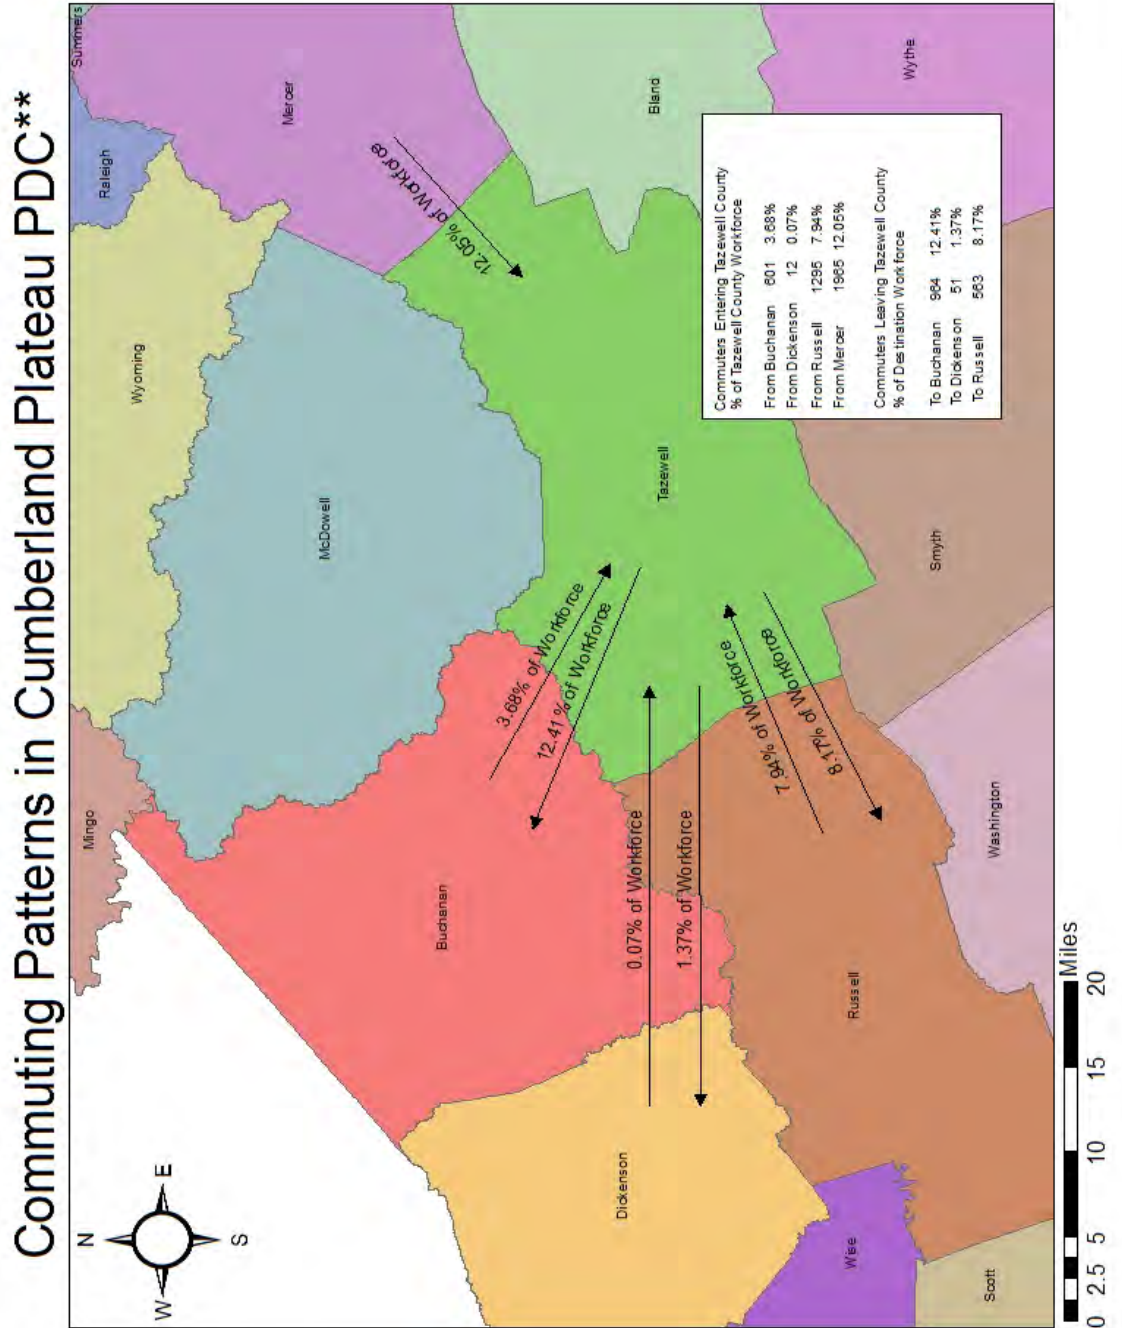 Commuting Patterns in Cumberland Plateau PDC**
N
W
E
S
Mingo
Wyoming
Raleigh
Summers
McDowell
Mercer
12.05% of Workforce
Buchanan
3.68% of Workforce
12.41% of Workforce
Dickenson
0.07% of Workforce
1.37% of Workforce
Tazewell
Bland
7.94% of Workforce
8.17% of Workforce
Russell
Wise
Scott
Washington
Smyth
Wythe
Commuters Entering Tazewell County
% of Tazewell County Workforce
From Buchanan 601 3.68%
From Dickenson 12 0.07%
From Russell 1295 7.94%
From Mercer 1965 12.05%
Commuters Leaving Tazewell County
% of Destination Workforce
To Buchanan 964 12.41%
To Dickenson 51 1.37%
To Russell 563 8.17%
0 2.5 5 10 15 20
Miles